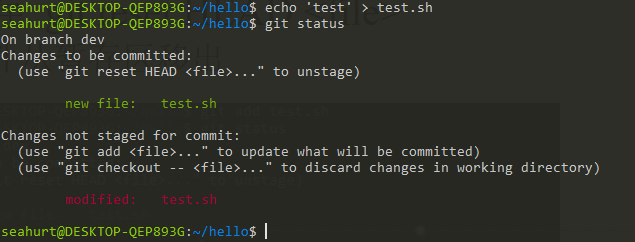 seahurt@DESKTOP-QEP893G:~/hello$ echo 'test' > test.sh
seahurt@DESKTOP-QEP893G:~/hello$ git status
On branch dev
Changes to be committed:
  (use "git reset HEAD <file>..." to unstage)
        new file:   test.sh
Changes not staged for commit:
  (use "git add <file>..." to update what will be committed)
  (use "git checkout -- <file>..." to discard changes in working directory)
        modified:   test.sh
seahurt@DESKTOP-QEP893G:~/hello$